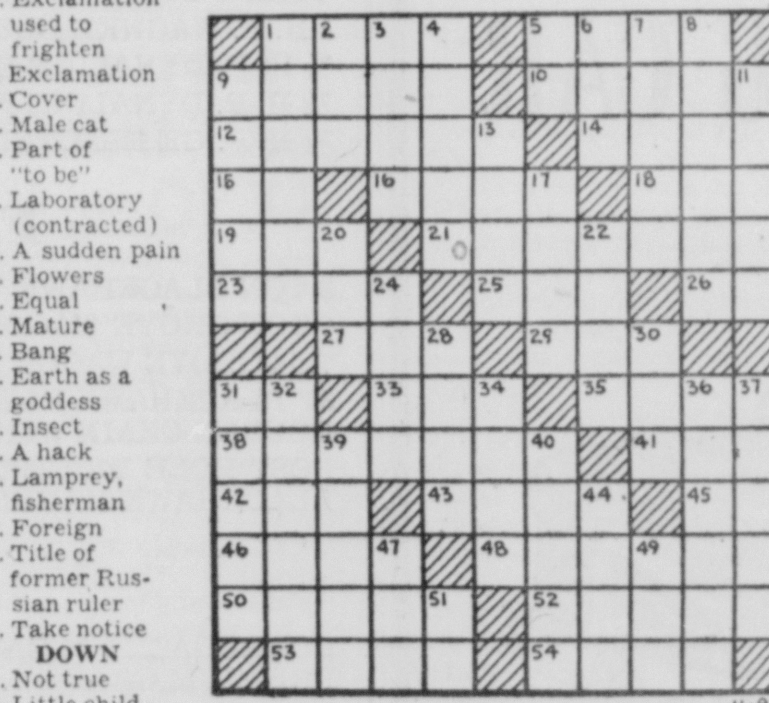 . Exclamation
used to
frighten
Exclamation
. Cover
. Male cat
. Part of
"to be"
. Laboratory
(contracted)
. A sudden pain
. Flowers
. Equal
. Mature
. Bang
. Earth as a
goddess
. Insect
. A hack
. Lamprey,
fisherman
. Foreign
. Title of
former Rus-
sian ruler
. Take notice
DOWN
. Not true
. Little child
1 2 3 4 5 6 7 8
9 10 11
12 13 14
15 16 17 18
19 20 21 22
23 24 25 26
27 28 29 30
31 32 33 34 35 36 37
38 39 40 41
42 43 44 45
46 47 48 49
50 51 52
53 54